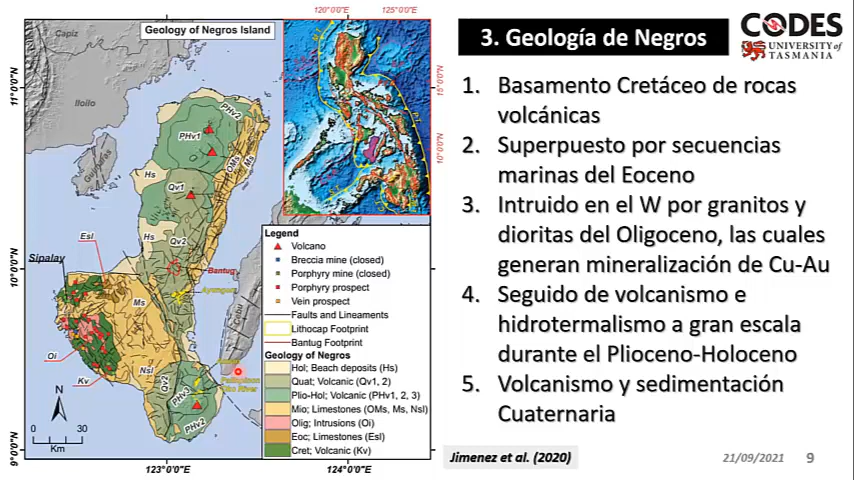 120°0'0"E
125°0'0"E
Capiz
Geology of Negros Island
3. Geología de Negros
CODES
UNIVERSITY of
TASMANIA
11°0'0"N
15°0'0"N
Iloilo
PHv2
PHv1
OMs
Ms
Guimaras
Hs
Qv1
10°0'0"N
1. Basamento Cretáceo de rocas
volcánicas
2. Superpuesto por secuencias
marinas del Eoceno
3. Intruido en el W por granitos y
dioritas del Oligoceno, las cuales
generan mineralización de Cu-Au
4. Seguido de volcanismo e
hidrotermalismo a gran escala
durante el Plioceno-Holoceno
5. Volcanismo y sedimentación
Cuaternaria
Esl
Hs
Qv2
Sipalay
Bantug
10°0'0"N
Ms
Cebu
Oi
Kv
Nsl
Qv2
PHv3
PHv2
N
0 30
Km
9°0'0"N
123°0'0"E
124°0'0"E
Legend
Volcano
Breccia mine (closed)
Porphyry mine (closed)
Porphyry prospect
Vein prospect
Faults and Lineaments
Lithocap Footprint
Bantug Footprint
Geology of Negros
Hol; Beach deposits (Hs)
Quat; Volcanic (Qv1, 2)
Plio-Hol; Volcanic (PHv1, 2, 3)
Mio; Limestones (OMs, Ms, Nsl)
Olig; Intrusions (Oi)
Eoc; Limestones (Esl)
Cret; Volcanic (Kv)
Jimenez et al. (2020)
21/09/2021
9